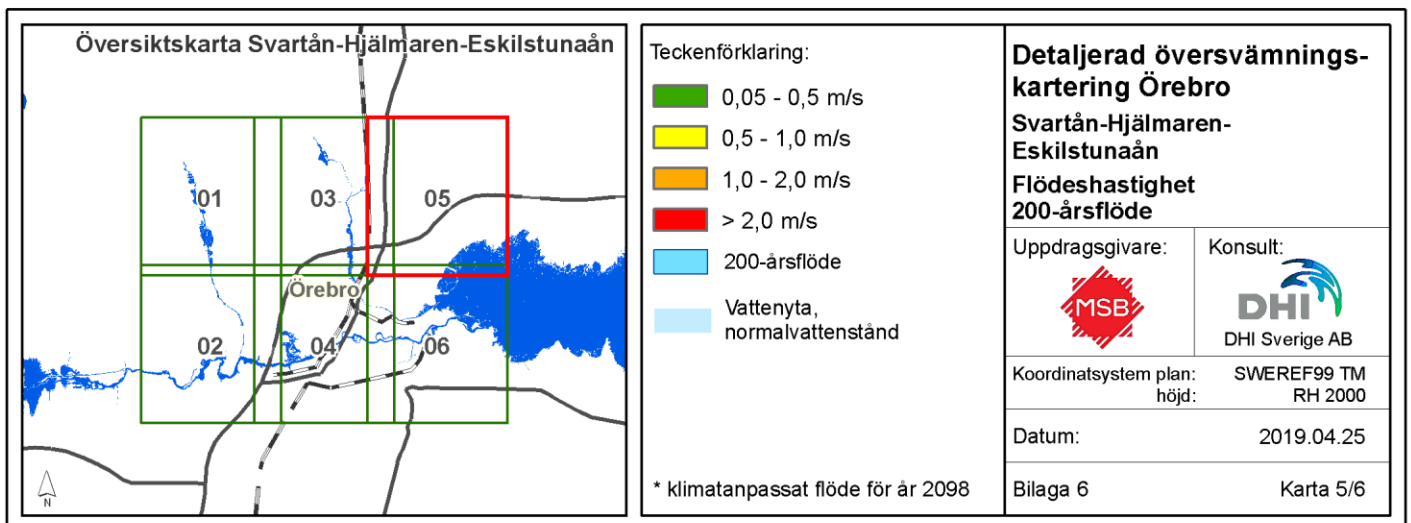 Översiktskarta Svartån-Hjälmaren-Eskilstunaån
01
03
05
Örebro
02
04
06
N
Teckenförklaring:
0,05 - 0,5 m/s
0,5 - 1,0 m/s
1,0 - 2,0 m/s
> 2,0 m/s
200-årsflöde
Vattenyta,
normalvattenstånd
* klimatanpassat flöde för år 2098
Detaljerad översvämnings-
kartering Örebro
Svartån-Hjälmaren-
Eskilstunaån
Flödeshastighet
200-årsflöde
Uppdragsgivare:
MSB
Konsult:
DHI
DHI Sverige AB
Koordinatsystem plan: SWEREF99 TM
höjd: RH 2000
Datum: 2019.04.25
Bilaga 6 Karta 5/6